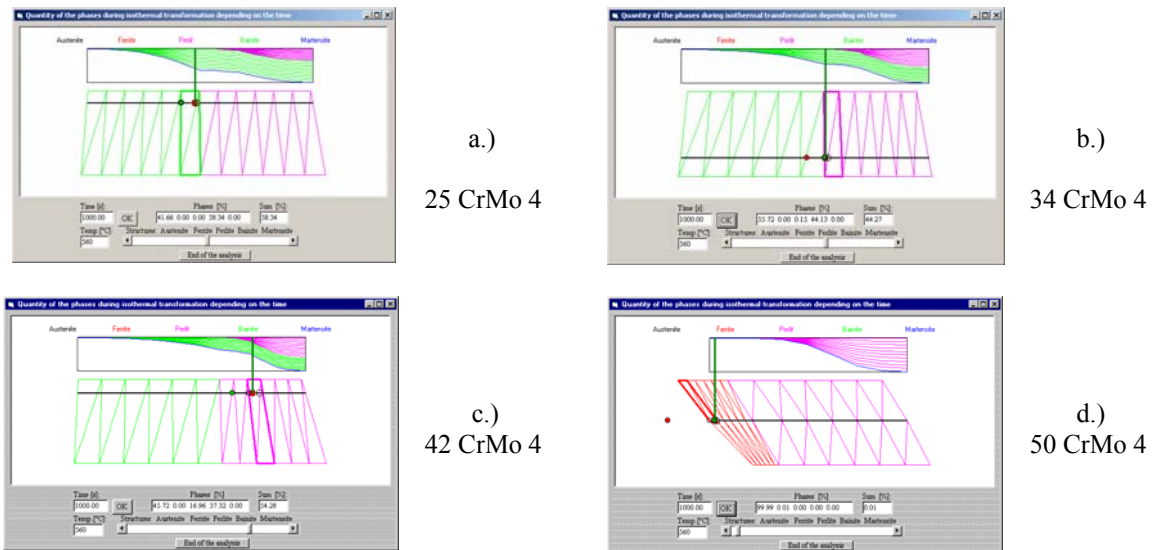 Quantity of the phases during isothermal transformation depending on the time
Austenite Ferrite Perlit Bainite Martensite
Time [s]: Phases [%] Sum [%]:
1000.00 OK 41.66 0.00 0.00 58.34 0.00 58.34
Temp.[°C]: Structures: Austenite Ferrite Perlite Bainite Martensite
560
End of the analysis
a.)
25 CrMo 4
Quantity of the phases during isothermal transformation depending on the time
Austenite Ferrite Perlit Bainite Martensite
Time [s]: Phases [%] Sum [%]:
1000.00 OK 55.72 0.00 0.15 44.13 0.00 44.27
Temp.[°C]: Structures: Austenite Ferrite Perlite Bainite Martensite
560
End of the analysis
b.)
34 CrMo 4
Quantity of the phases during isothermal transformation depending on the time
Austenite Ferrite Perlit Bainite Martensite
Time [s]: Phases [%] Sum [%]:
1000.00 OK 45.72 0.00 16.96 37.32 0.00 54.28
Temp.[°C]: Structures: Austenite Ferrite Perlite Bainite Martensite
560
End of the analysis
c.)
42 CrMo 4
Quantity of the phases during isothermal transformation depending on the time
Austenite Ferrite Perlit Bainite Martensite
Time [s]: Phases [%] Sum [%]:
1000.00 OK 99.99 0.01 0.00 0.00 0.00 0.01
Temp.[°C]: Structures: Austenite Ferrite Perlite Bainite Martensite
560
End of the analysis
d.)
50 CrMo 4